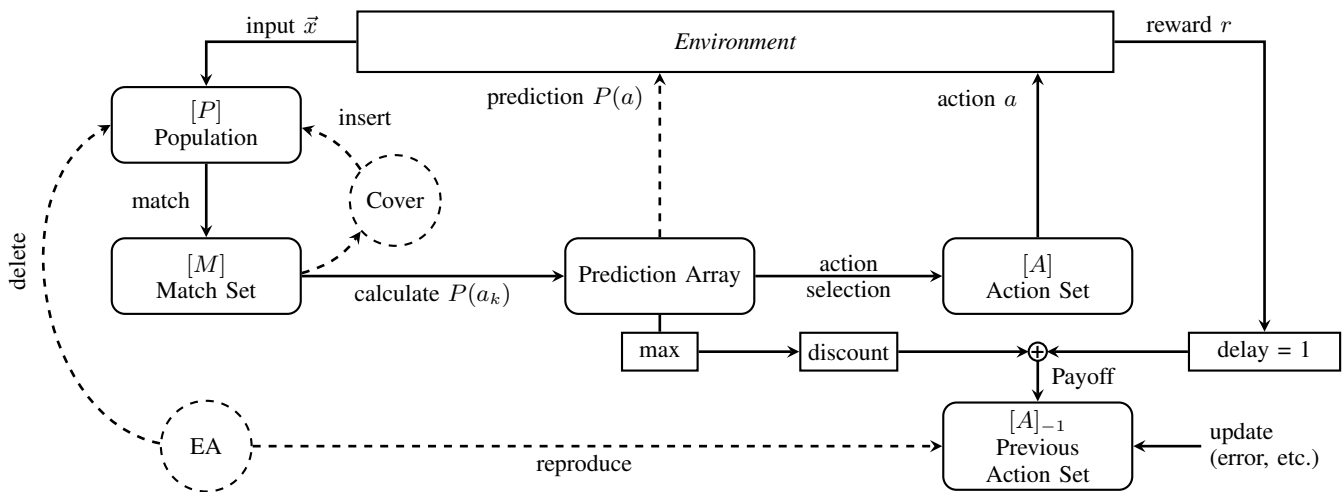 input $\vec{x}$
Environment
reward $r$
prediction $P(a)$
action $a$
[P]
Population
insert
match
Cover
delete
[M]
Match Set
calculate $P(a_k)$
Prediction Array
action
selection
[A]
Action Set
max
discount
+
delay = 1
Payoff
EA
reproduce
$[A]_{-1}$
Previous
Action Set
update
(error, etc.)